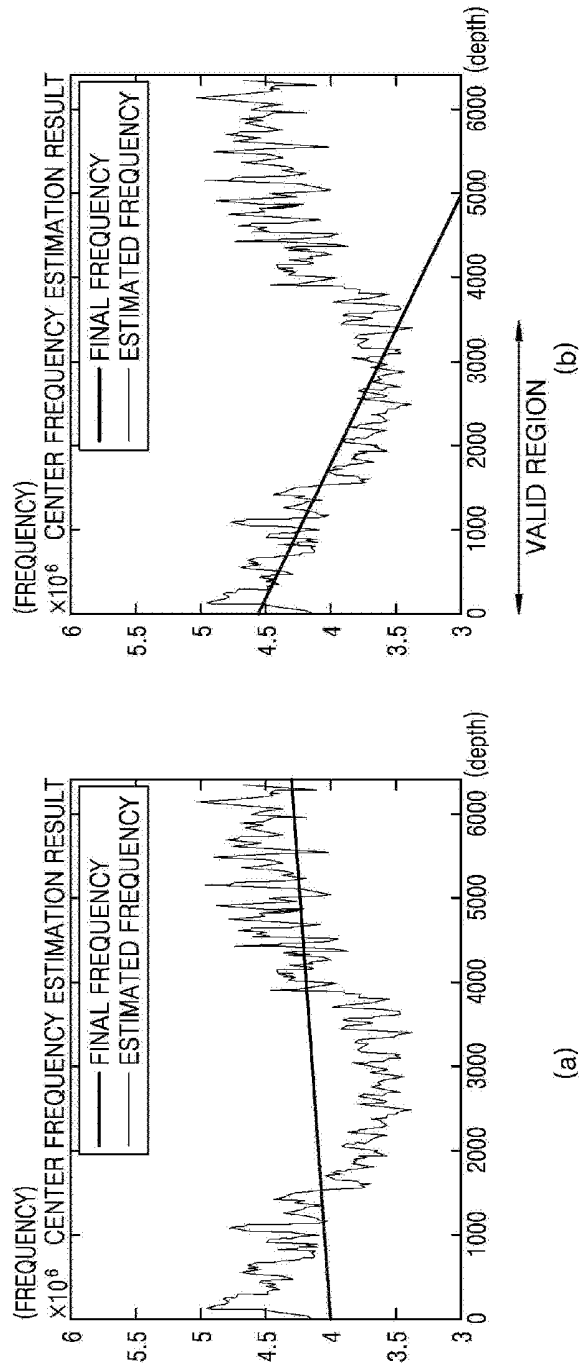 (FREQUENCY)
×10⁶ CENTER FREQUENCY ESTIMATION RESULT
FINAL FREQUENCY
ESTIMATED FREQUENCY
6
5.5
5
4.5
4
3.5
3
0 1000 2000 3000 4000 5000 6000 (depth)
(a)
(FREQUENCY)
×10⁶ CENTER FREQUENCY ESTIMATION RESULT
FINAL FREQUENCY
ESTIMATED FREQUENCY
6
5.5
5
4.5
4
3.5
3.3
0 1000 2000 3000 4000 5000 6000 (depth)
VALID REGION
(b)